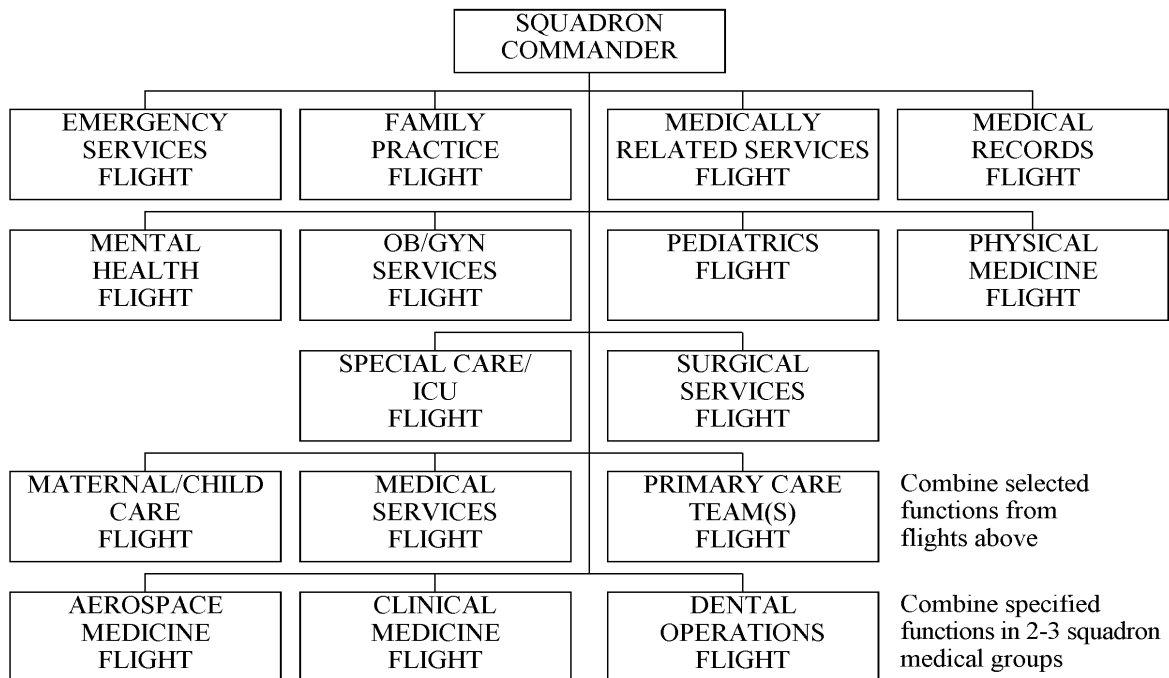 SQUADRON
COMMANDER
EMERGENCY
SERVICES
FLIGHT
FAMILY
PRACTICE
FLIGHT
MEDICALLY
RELATED SERVICES
FLIGHT
MEDICAL
RECORDS
FLIGHT
MENTAL
HEALTH
FLIGHT
OB/GYN
SERVICES
FLIGHT
PEDIATRICS
FLIGHT
PHYSICAL
MEDICINE
FLIGHT
SPECIAL CARE/
ICU
FLIGHT
SURGICAL
SERVICES
FLIGHT
MATERNAL/CHILD
CARE
FLIGHT
MEDICAL
SERVICES
FLIGHT
PRIMARY CARE
TEAM(S)
FLIGHT
Combine selected
functions from
flights above
AEROSPACE
MEDICINE
FLIGHT
CLINICAL
MEDICINE
FLIGHT
DENTAL
OPERATIONS
FLIGHT
Combine specified
functions in 2-3 squadron
medical groups